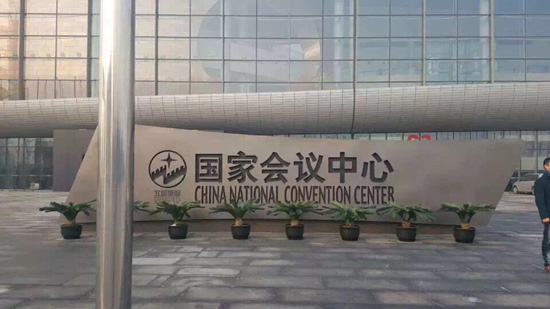 国家会议中心
CHINA NATIONAL CONVENTION CENTER